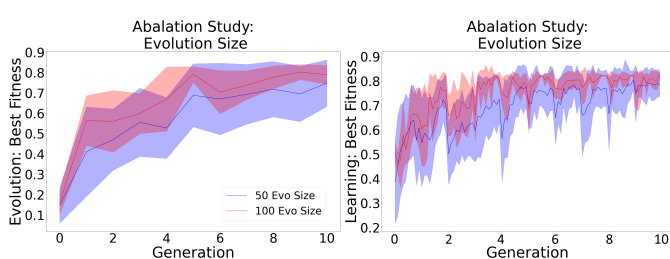 Abalation Study:
Evolution Size
Evolution: Best Fitness
0.9
0.8
0.7
0.6
0.5
0.4
0.3
0.2
0.1
50 Evo Size
100 Evo Size
0 2 4 6 8 10
Generation
Abalation Study:
Evolution Size
Learning: Best Fitness
0.9
0.8
0.7
0.6
0.5
0.4
0.3
0.2
0 2 4 6 8 10
Generation